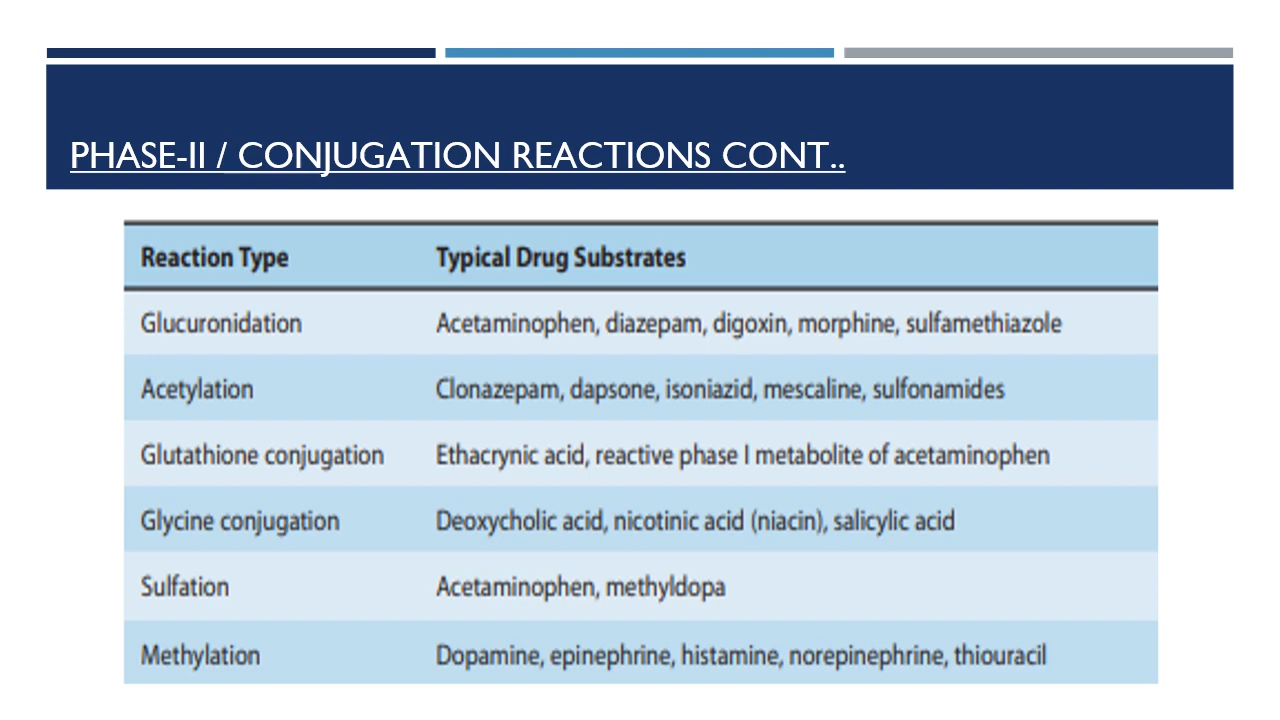 PHASE-II / CONJUGATION REACTIONS CONT..
Reaction Type Typical Drug Substrates
Glucuronidation Acetaminophen, diazepam, digoxin, morphine, sulfamethiazole
Acetylation Clonazepam, dapsone, isoniazid, mescaline, sulfonamides
Glutathione conjugation Ethacrynic acid, reactive phase I metabolite of acetaminophen
Glycine conjugation Deoxycholic acid, nicotinic acid (niacin), salicylic acid
Sulfation Acetaminophen, methyldopa
Methylation Dopamine, epinephrine, histamine, norepinephrine, thiouracil